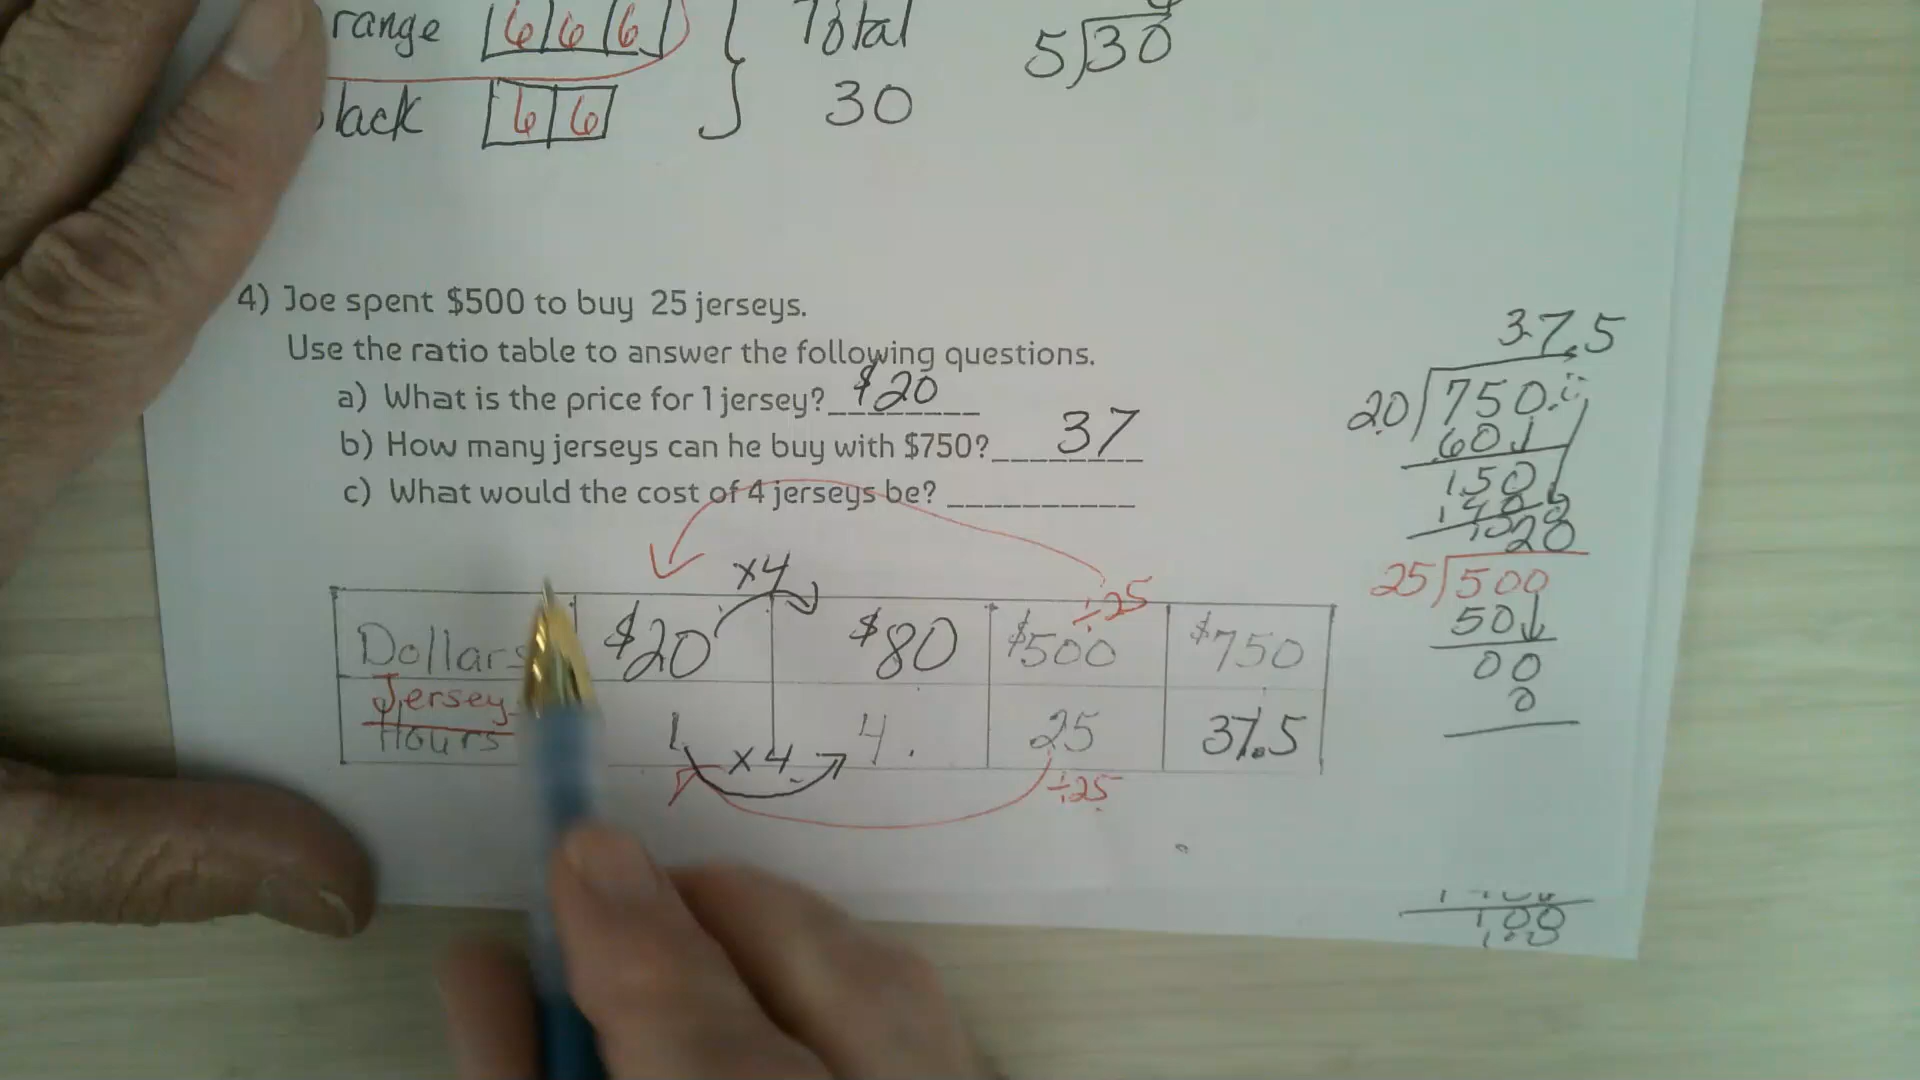 range 6 6 6 Total
5)30
lack 6 6 30
4) Joe spent $500 to buy 25 jerseys.
Use the ratio table to answer the following questions.
a) What is the price for 1 jersey? $20
b) How many jerseys can he buy with $750? 37
c) What would the cost of 4 jerseys be? __________
×4
÷25
Dollars $20 $80 $500 $750
Jersey
Hours 1 4. 25 37.5
×4
÷25
37.5
20)750.
60
150
25)500
50
00
0
100